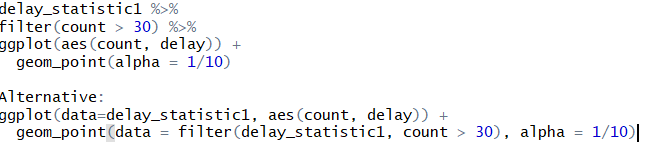 delay_statistic1 %>%
filter(count > 30) %>%
ggplot(aes(count, delay)) +
  geom_point(alpha = 1/10)
Alternative:
ggplot(data=delay_statistic1, aes(count, delay)) +
  geom_point(data = filter(delay_statistic1, count > 30), alpha = 1/10)